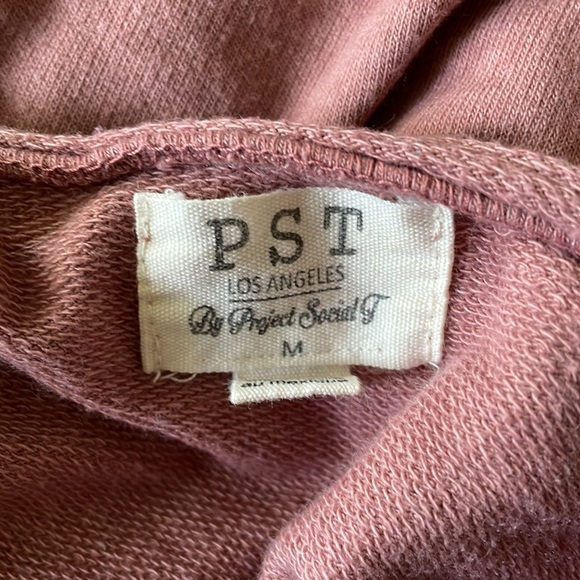 PST
LOS ANGELES
By Project Social T
M